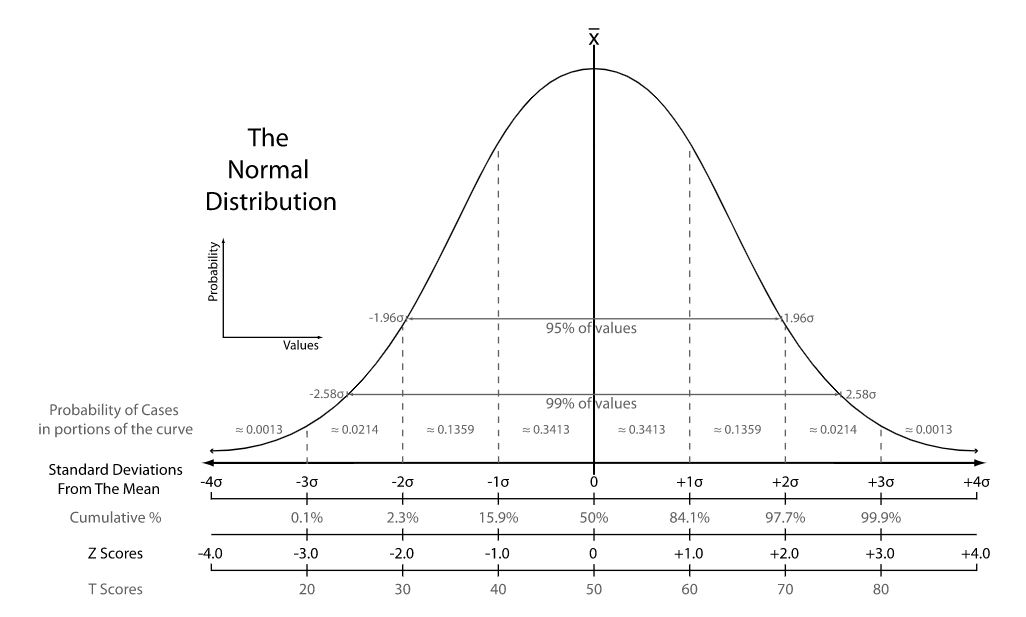 x̅
The
Normal
Distribution
Probability
Values
-1.96σ 1.96σ
95% of values
-2.58σ 2.58σ
99% of values
Probability of Cases
in portions of the curve
≈ 0.0013 ≈ 0.0214 ≈ 0.1359 ≈ 0.3413 ≈ 0.3413 ≈ 0.1359 ≈ 0.0214 ≈ 0.0013
Standard Deviations
From The Mean
-4σ -3σ -2σ -1σ 0 +1σ +2σ +3σ +4σ
Cumulative % 0.1% 2.3% 15.9% 50% 84.1% 97.7% 99.9%
Z Scores -4.0 -3.0 -2.0 -1.0 0 +1.0 +2.0 +3.0 +4.0
T Scores 20 30 40 50 60 70 80